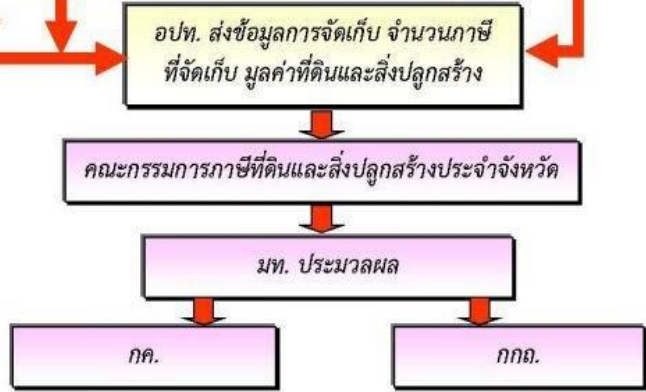 อปท. ส่งข้อมูลการจัดเก็บ จำนวนภาษี
ที่จัดเก็บ มูลค่าที่ดินและสิ่งปลูกสร้าง
คณะกรรมการภาษีที่ดินและสิ่งปลูกสร้างประจำจังหวัด
มท. ประมวลผล
กค.
กกถ.